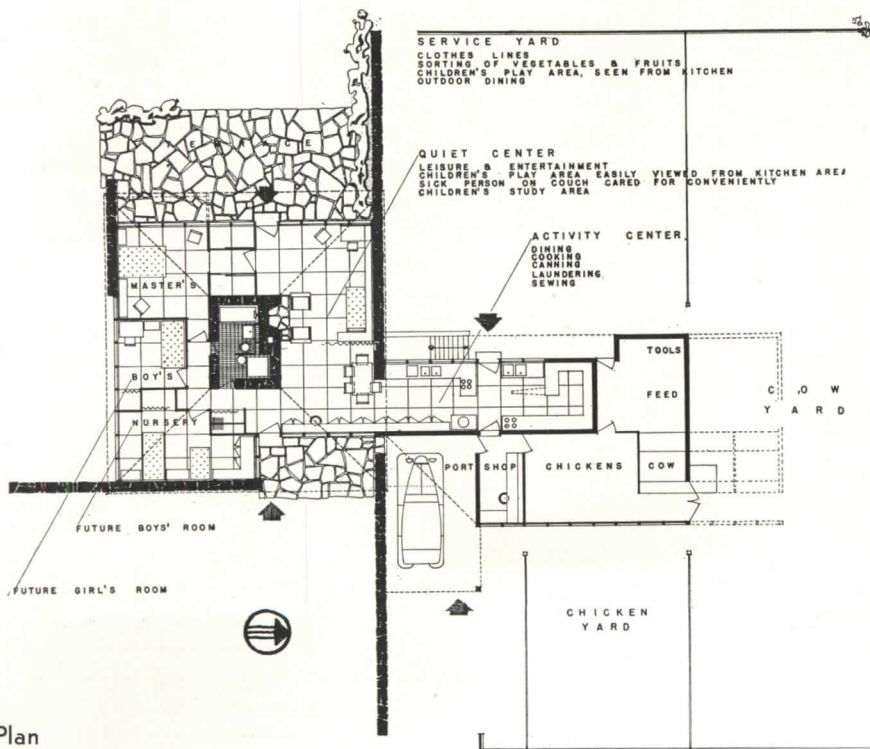 SERVICE YARD
CLOTHES LINES
SORTING OF VEGETABLES & FRUITS
CHILDREN'S PLAY AREA, SEEN FROM KITCHEN
OUTDOOR DINING
QUIET CENTER
LEISURE & ENTERTAINMENT
CHILDREN'S PLAY AREA EASILY VIEWED FROM KITCHEN AREA
SICK PERSON ON COUCH CARED FOR CONVENIENTLY
CHILDREN'S STUDY AREA
ACTIVITY CENTER
DINING
COOKING
CANNING
LAUNDERING
SEWING
MASTER'S
BOY'S
NURSERY
TOOLS
FEED
COW
YARD
PORT
SHOP
CHICKENS
COW
FUTURE BOYS' ROOM
FUTURE GIRL'S ROOM
CHICKEN
YARD
Plan